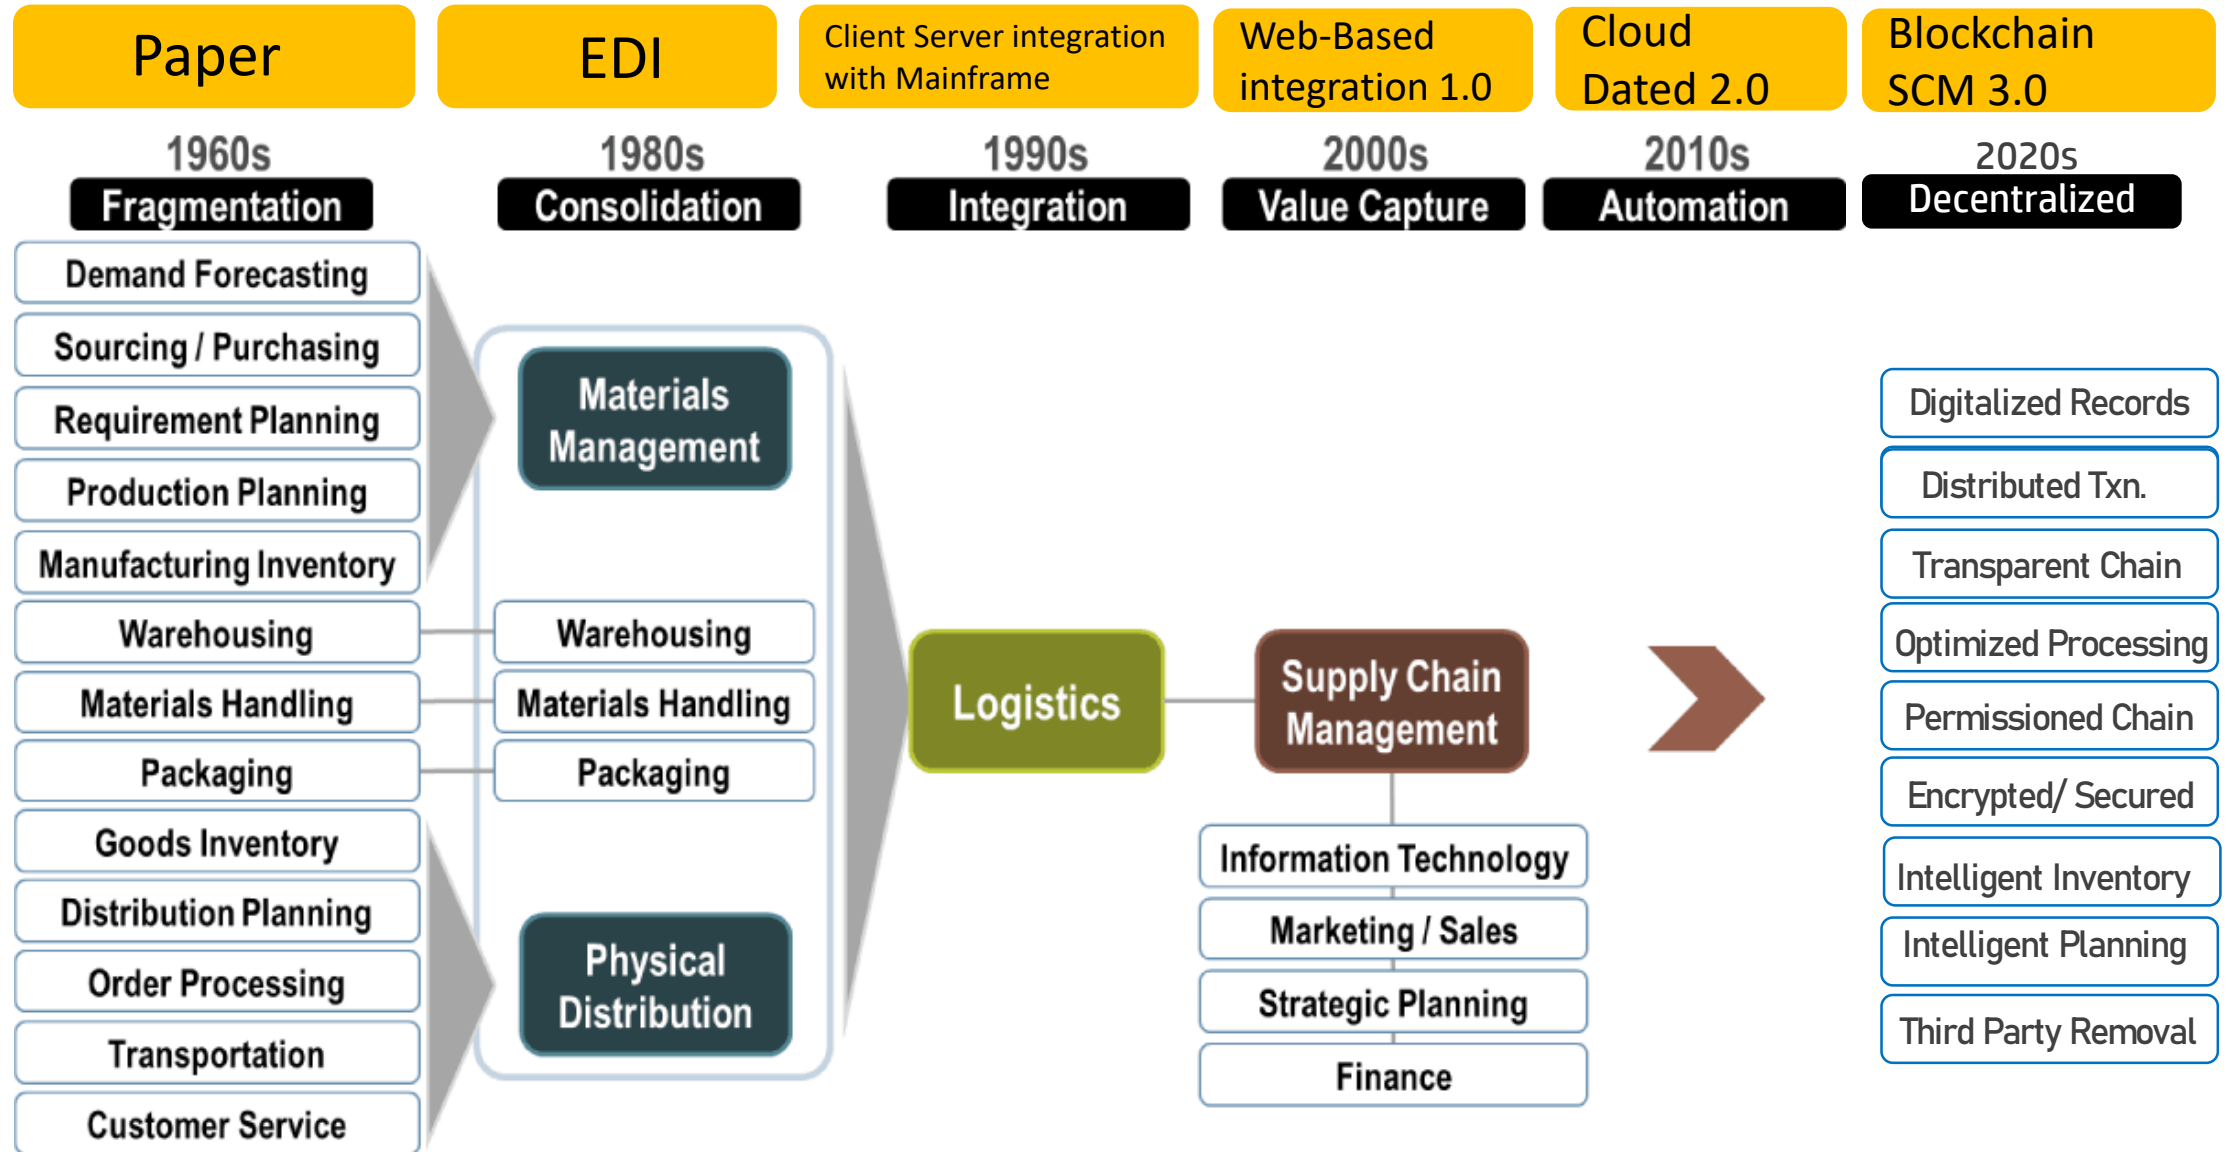 Paper
EDI
Client Server integration
with Mainframe
Web-Based
integration 1.0
Cloud
Dated 2.0
Blockchain
SCM 3.0
1960s
1980s
1990s
2000s
2010s
2020s
Fragmentation
Consolidation
Integration
Value Capture
Automation
Decentralized
Demand Forecasting
Sourcing / Purchasing
Requirement Planning
Production Planning
Manufacturing Inventory
Warehousing
Materials Handling
Packaging
Goods Inventory
Distribution Planning
Order Processing
Transportation
Customer Service
Materials
Management
Warehousing
Materials Handling
Packaging
Physical
Distribution
Logistics
Supply Chain
Management
Information Technology
Marketing / Sales
Strategic Planning
Finance
Digitalized Records
Distributed Txn.
Transparent Chain
Optimized Processing
Permissioned Chain
Encrypted/ Secured
Intelligent Inventory
Intelligent Planning
Third Party Removal